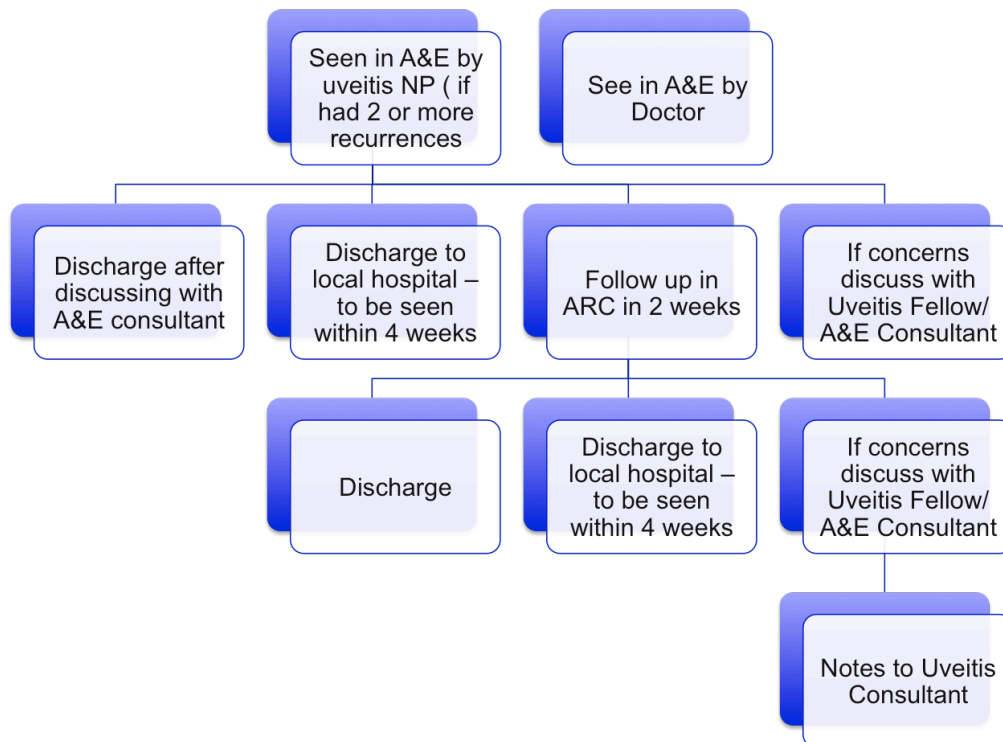 Seen in A&E by
uveitis NP ( if
had 2 or more
recurrences
See in A&E by
Doctor
Discharge after
discussing with
A&E consultant
Discharge to
local hospital –
to be seen
within 4 weeks
Follow up in
ARC in 2 weeks
If concerns
discuss with
Uveitis Fellow/
A&E Consultant
Discharge
Discharge to
local hospital –
to be seen
within 4 weeks
If concerns
discuss with
Uveitis Fellow/
A&E Consultant
Notes to Uveitis
Consultant